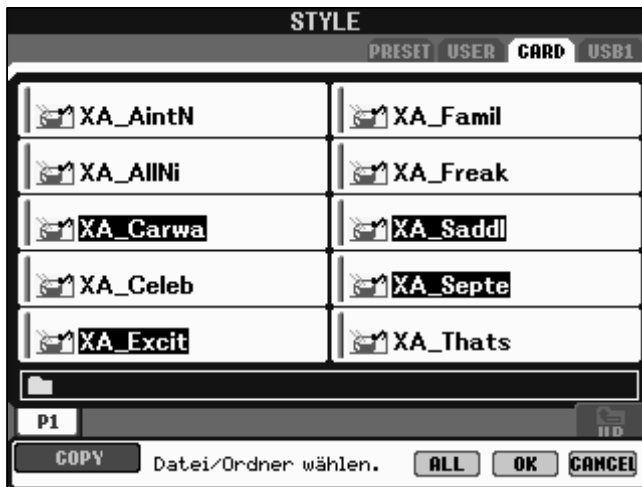 STYLE
PRESET USER CARD USB1
XA_AintN XA_Famil
XA_AllNi XA_Freak
XA_Carwa XA_Saddl
XA_Celeb XA_Septe
XA_Excit XA_Thats
P1 UP
COPY Datei/Ordner wählen. ALL OK CANCEL